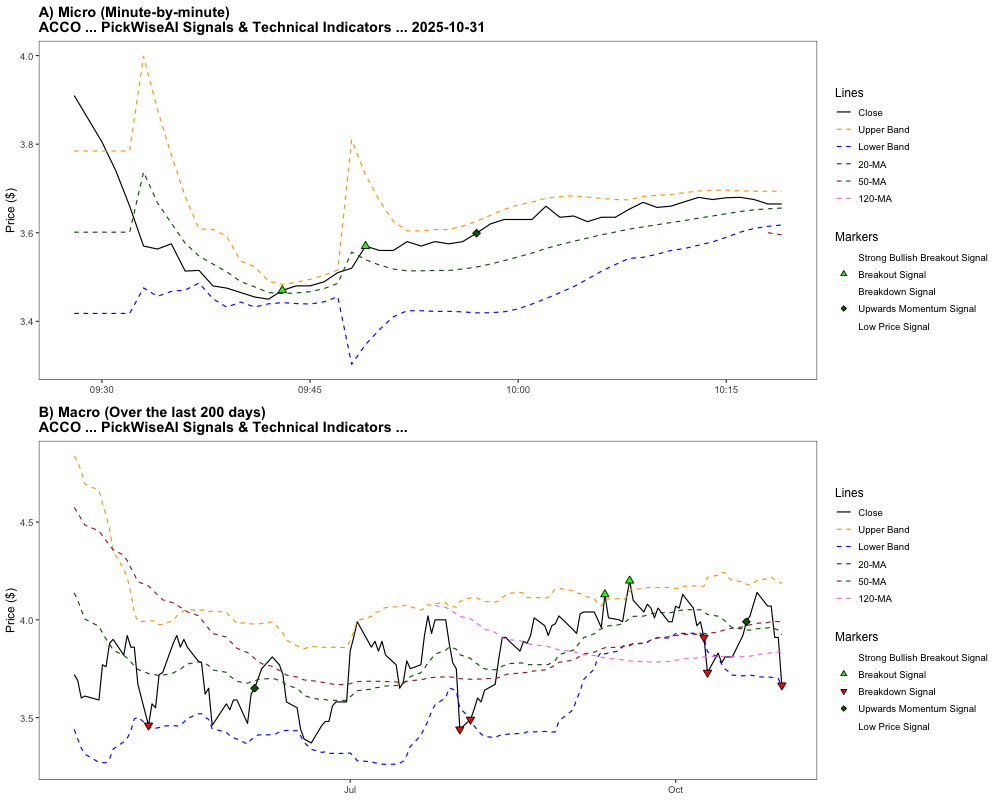 A) Micro (Minute-by-minute)
ACCO ... PickWiseAI Signals & Technical Indicators ... 2025-10-31
Price ($)
4.0
3.8
3.6
3.4
09:30
09:45
10:00
10:15
Lines
Close
Upper Band
Lower Band
20-MA
50-MA
120-MA
Markers
Strong Bullish Breakout Signal
Breakout Signal
Breakdown Signal
Upwards Momentum Signal
Low Price Signal
B) Macro (Over the last 200 days)
ACCO ... PickWiseAI Signals & Technical Indicators ...
Price ($)
4.5
4.0
3.5
Jul
Oct
Lines
Close
Upper Band
Lower Band
20-MA
50-MA
120-MA
Markers
Strong Bullish Breakout Signal
Breakout Signal
Breakdown Signal
Upwards Momentum Signal
Low Price Signal